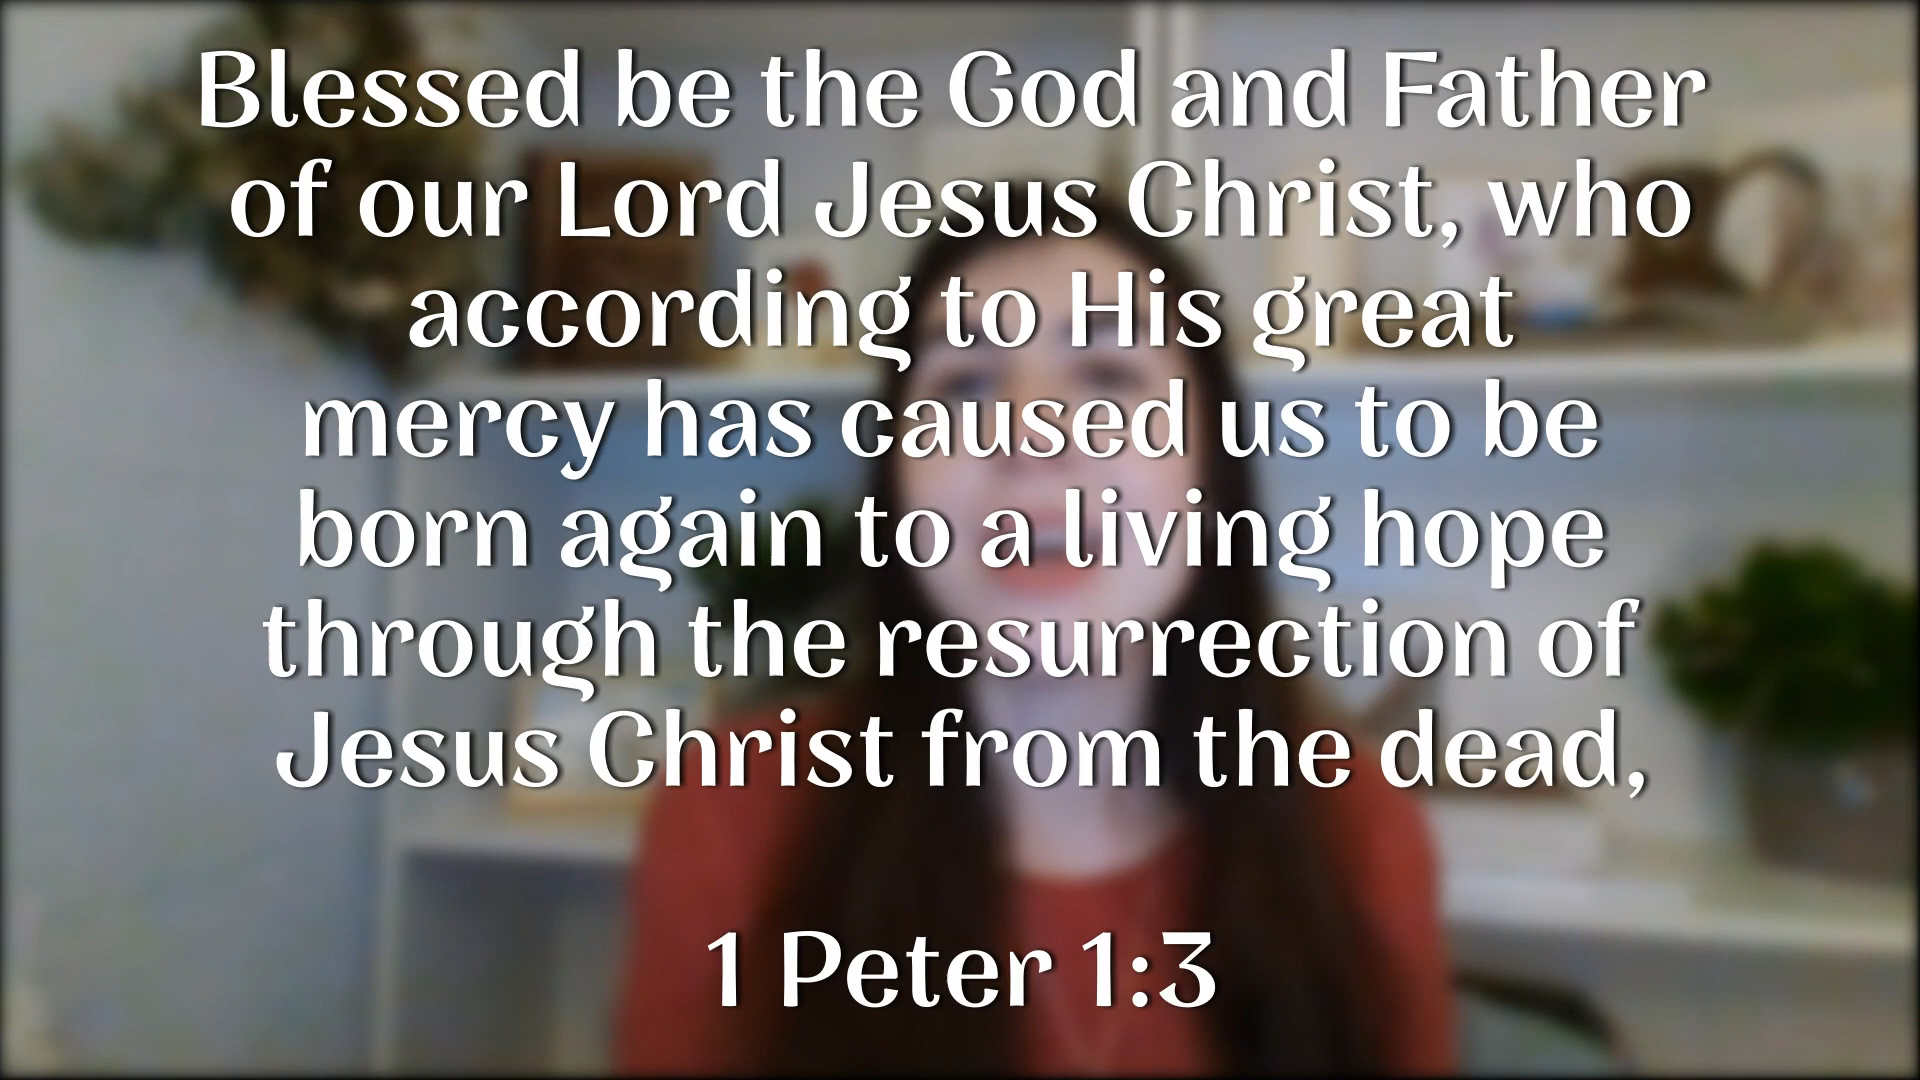 Blessed be the God and Father
of our Lord Jesus Christ, who
according to His great
mercy has caused us to be
born again to a living hope
through the resurrection of
Jesus Christ from the dead,
1 Peter 1:3